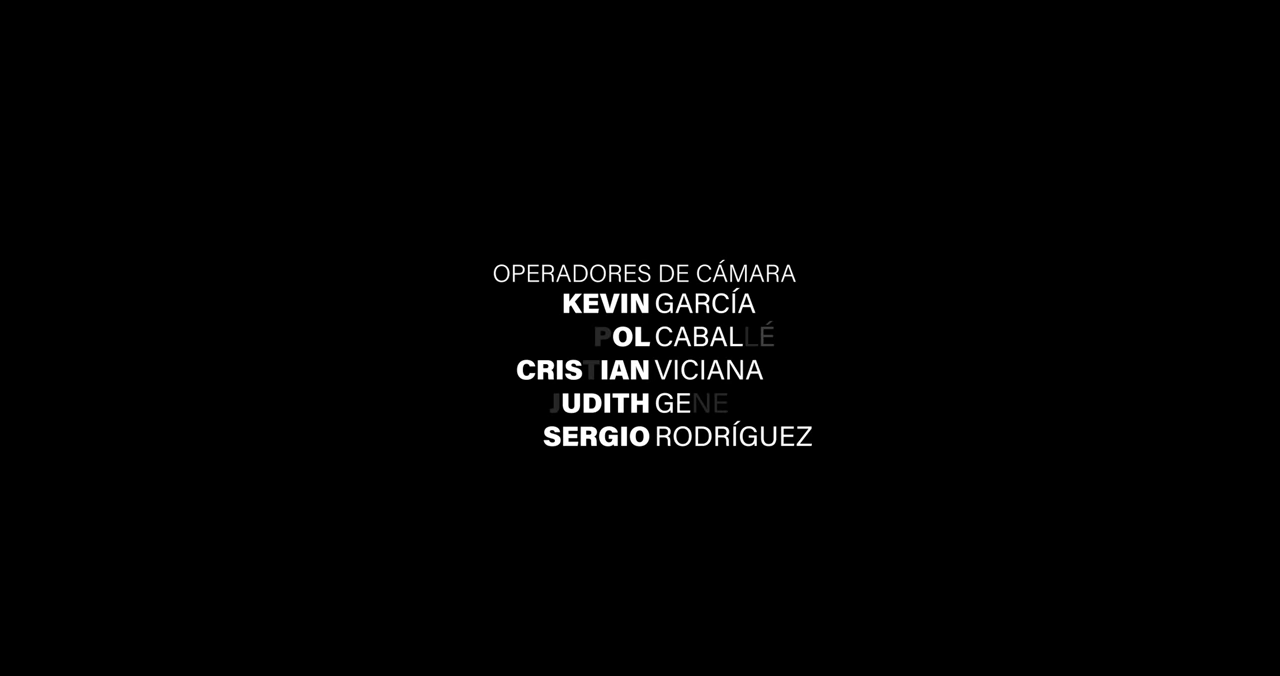 OPERADORES DE CÁMARA
KEVIN GARCÍA
POL CABALLÉ
CRISTIAN VICIANA
JUDITH GENE
SERGIO RODRÍGUEZ